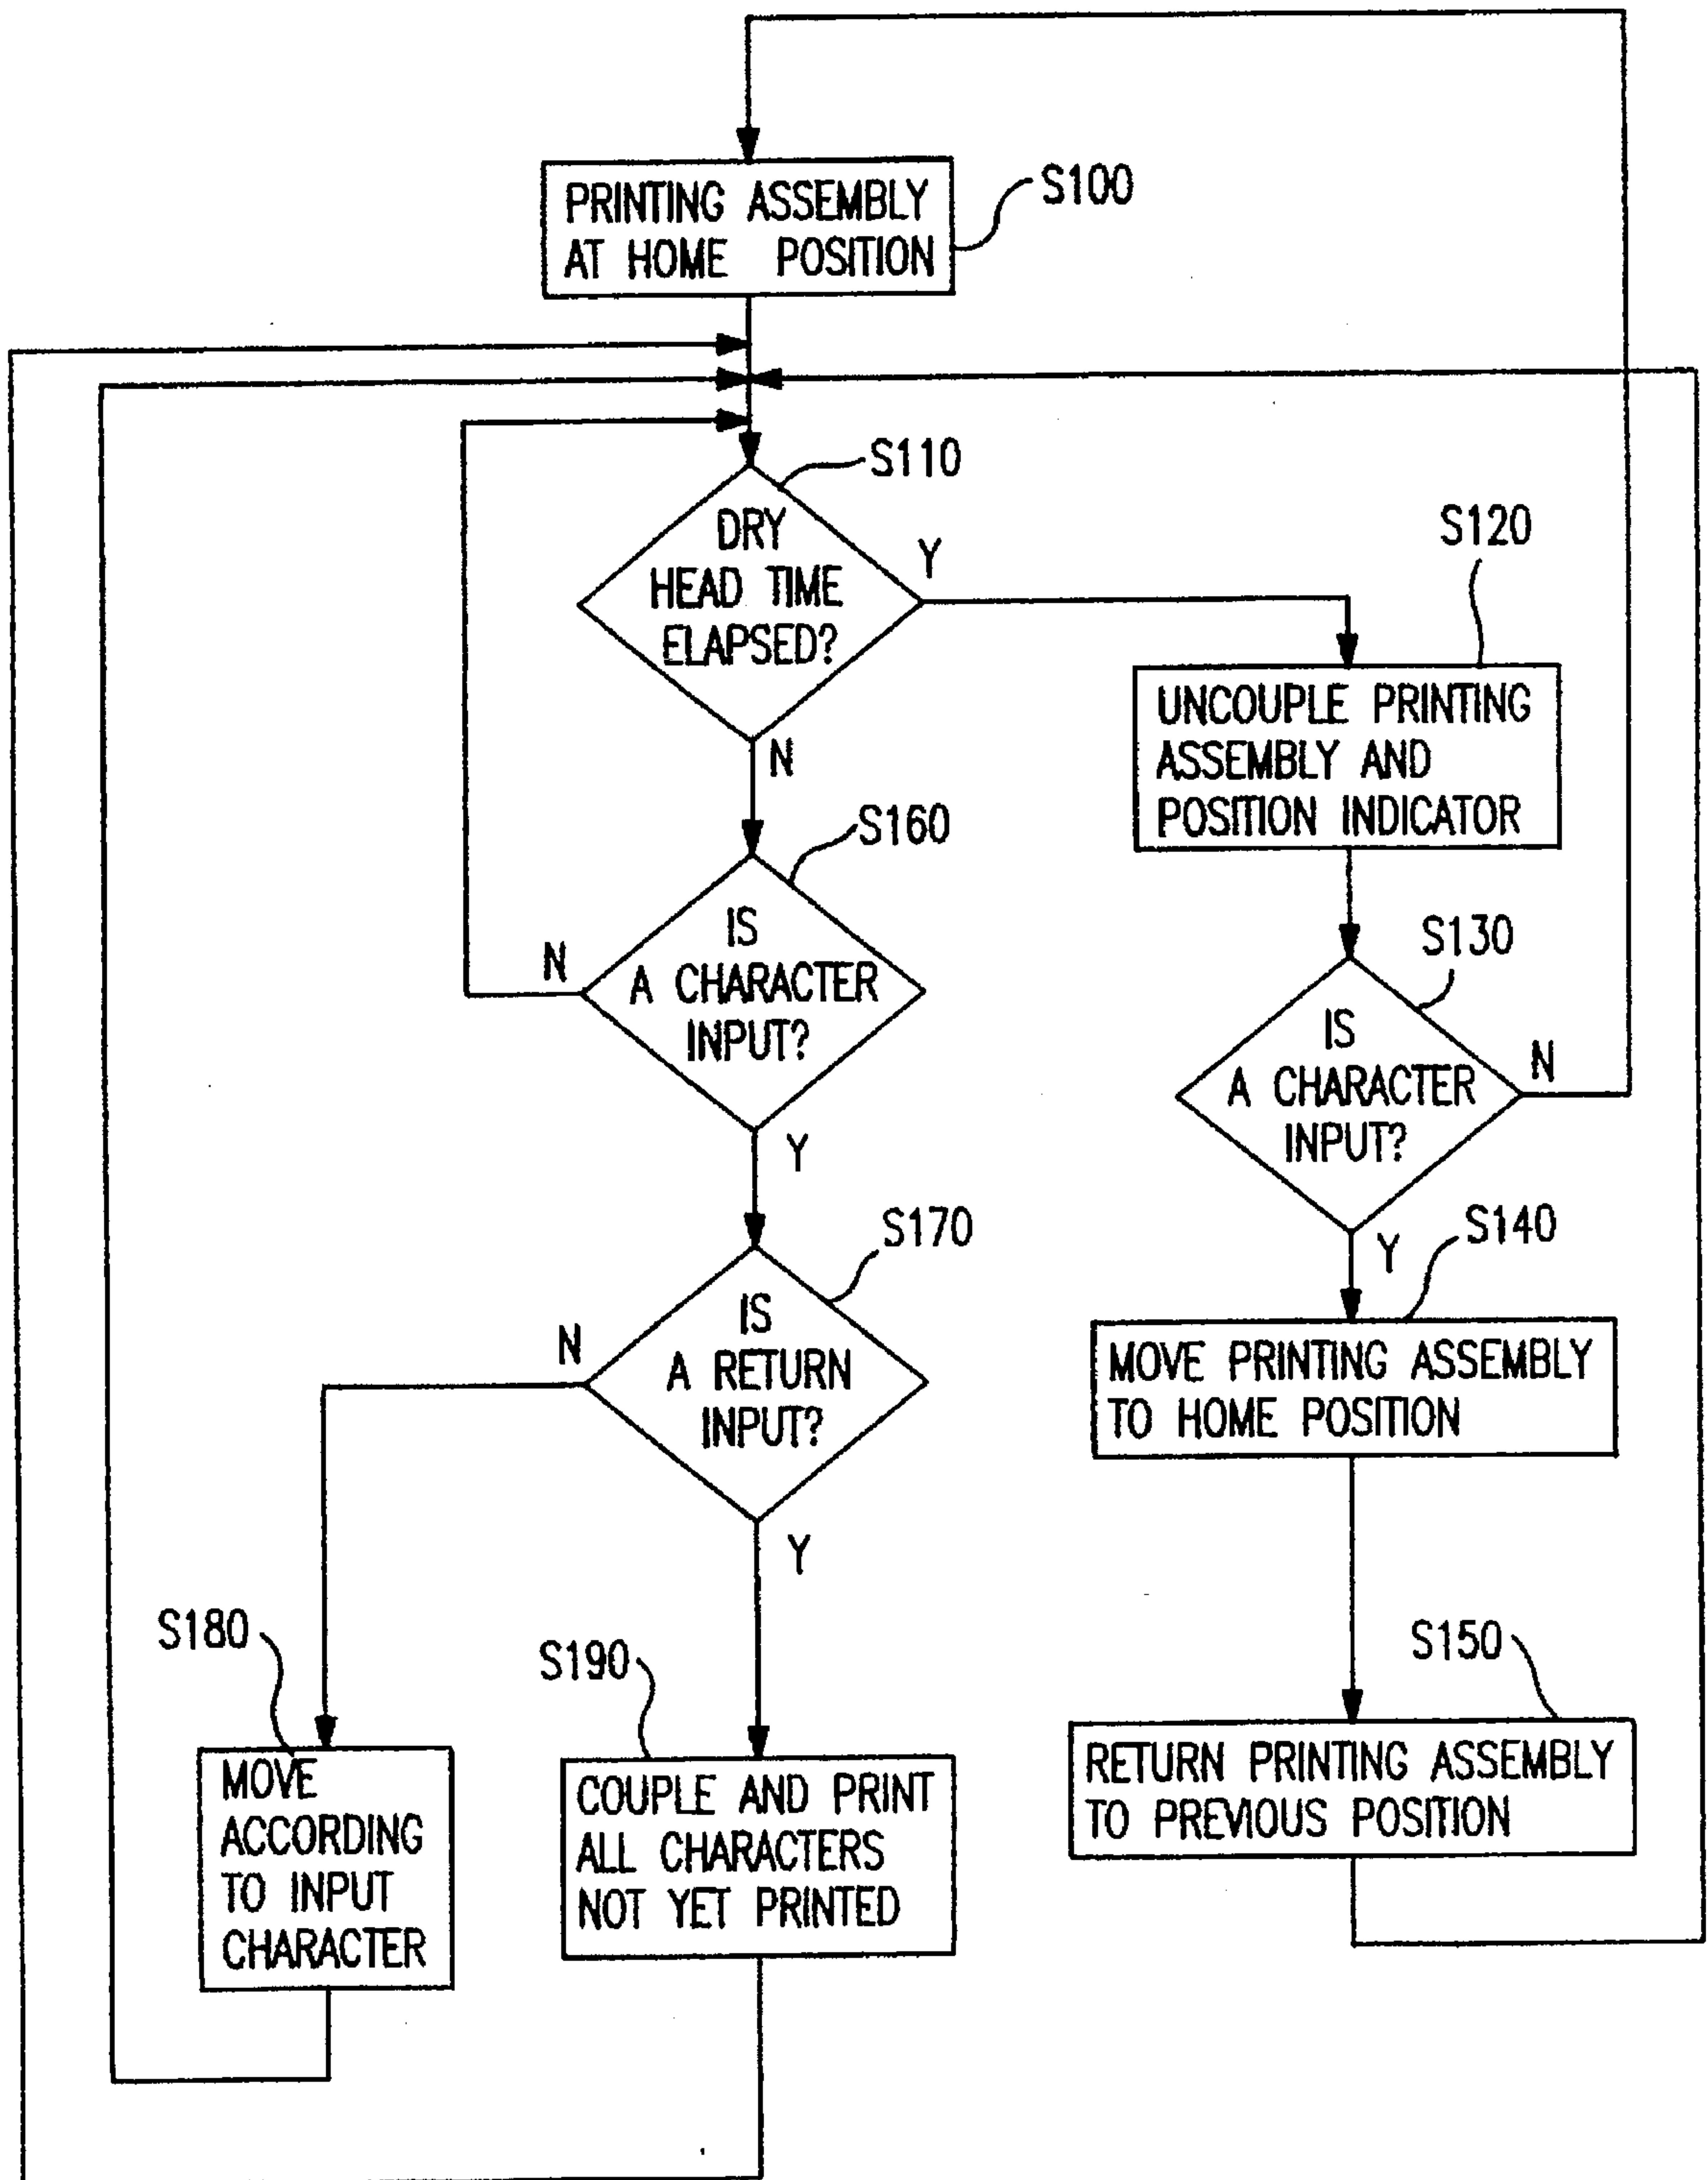 PRINTING ASSEMBLY
AT HOME POSITION
S100
S110
DRY
HEAD TIME
ELAPSED?
Y
N
S120
UNCOUPLE PRINTING
ASSEMBLY AND
POSITION INDICATOR
S160
IS
A CHARACTER
INPUT?
N
Y
S130
IS
A CHARACTER
INPUT?
N
Y
S170
IS
A RETURN
INPUT?
N
Y
S140
MOVE PRINTING ASSEMBLY
TO HOME POSITION
S180
MOVE
ACCORDING
TO INPUT
CHARACTER
S190
COUPLE AND PRINT
ALL CHARACTERS
NOT YET PRINTED
S150
RETURN PRINTING ASSEMBLY
TO PREVIOUS POSITION